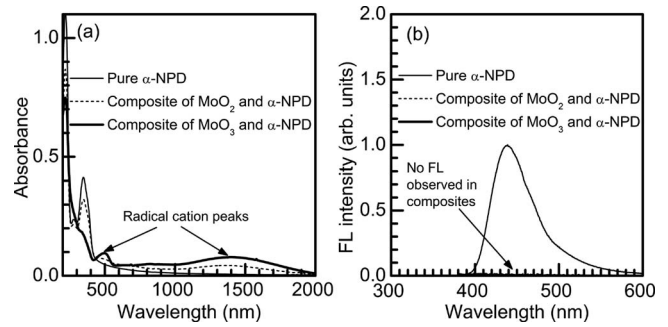 (a)
Pure α-NPD
Composite of MoO2 and α-NPD
Composite of MoO3 and α-NPD
Radical cation peaks
Absorbance
1.0
0.5
0.0
500
1000
1500
2000
Wavelength (nm)
(b)
Pure α-NPD
Composite of MoO2 and α-NPD
Composite of MoO3 and α-NPD
No FL
observed in
composites
FL intensity (arb. units)
2.0
1.5
1.0
0.5
0.0
300
400
500
600
Wavelength (nm)